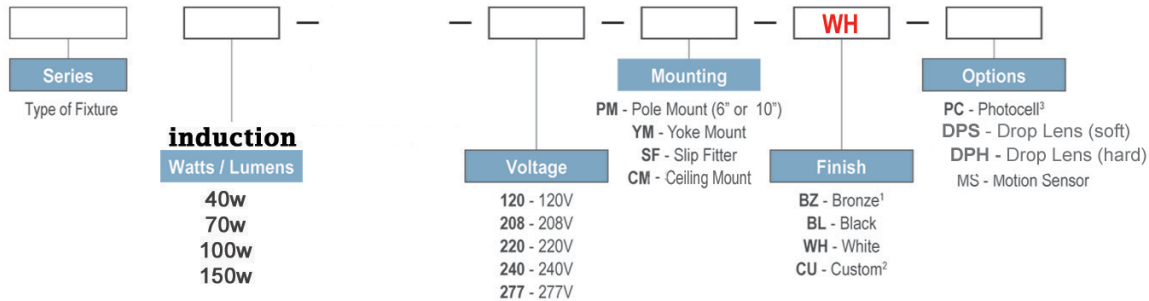 WH
Series
Type of Fixture
induction
Watts / Lumens
40w
70w
100w
150w
Voltage
120 - 120V
208 - 208V
220 - 220V
240 - 240V
277 - 277V
Mounting
PM - Pole Mount (6” or 10”)
YM - Yoke Mount
SF - Slip Fitter
CM - Ceiling Mount
Finish
BZ - Bronze¹
BL - Black
WH - White
CU - Custom²
Options
PC - Photocell³
DPS - Drop Lens (soft)
DPH - Drop Lens (hard)
MS - Motion Sensor